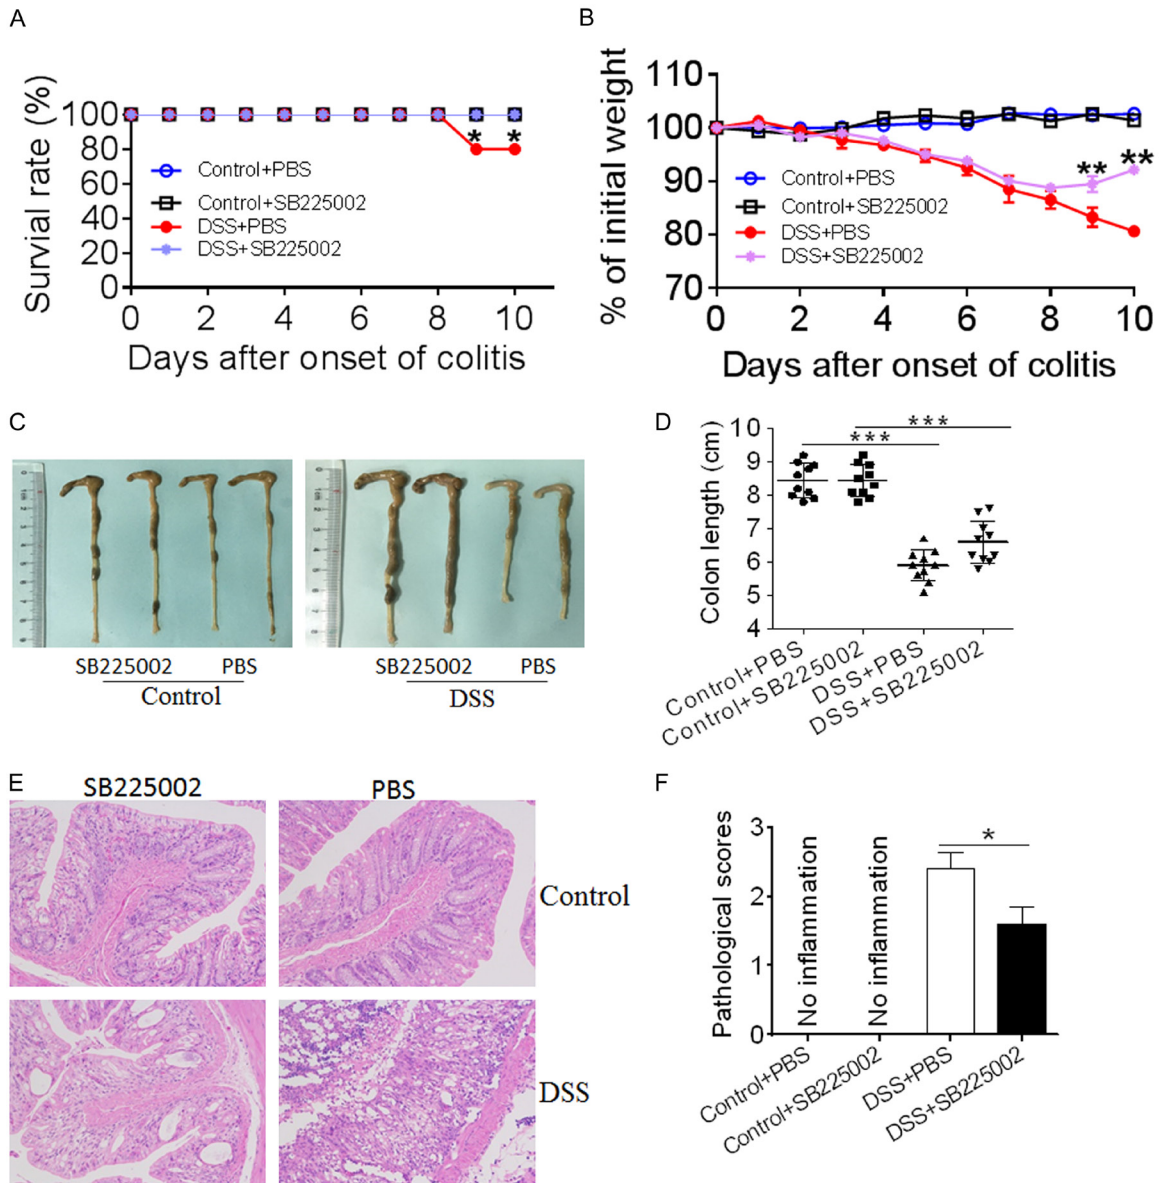 A
Survial rate (%)
100
80
60
40
20
0
* *
Control+PBS
Control+SB225002
DSS+PBS
DSS+SB225002
0 2 4 6 8 10
Days after onset of colitis
B
% of initial weight
110
100
90
80
70
** **
Control+PBS
Control+SB225002
DSS+PBS
DSS+SB225002
0 2 4 6 8 10
Days after onset of colitis
C
SB225002 PBS
Control
SB225002 PBS
DSS
D
Colon length (cm)
10
9
8
7
6
5
4
***
***
Control+PBS
Control+SB225002
DSS+PBS
DSS+SB225002
E
SB225002 PBS
Control
DSS
F
Pathological scores
3
2
1
0
No inflammation
No inflammation
*
Control+PBS
Control+SB225002
DSS+PBS
DSS+SB225002